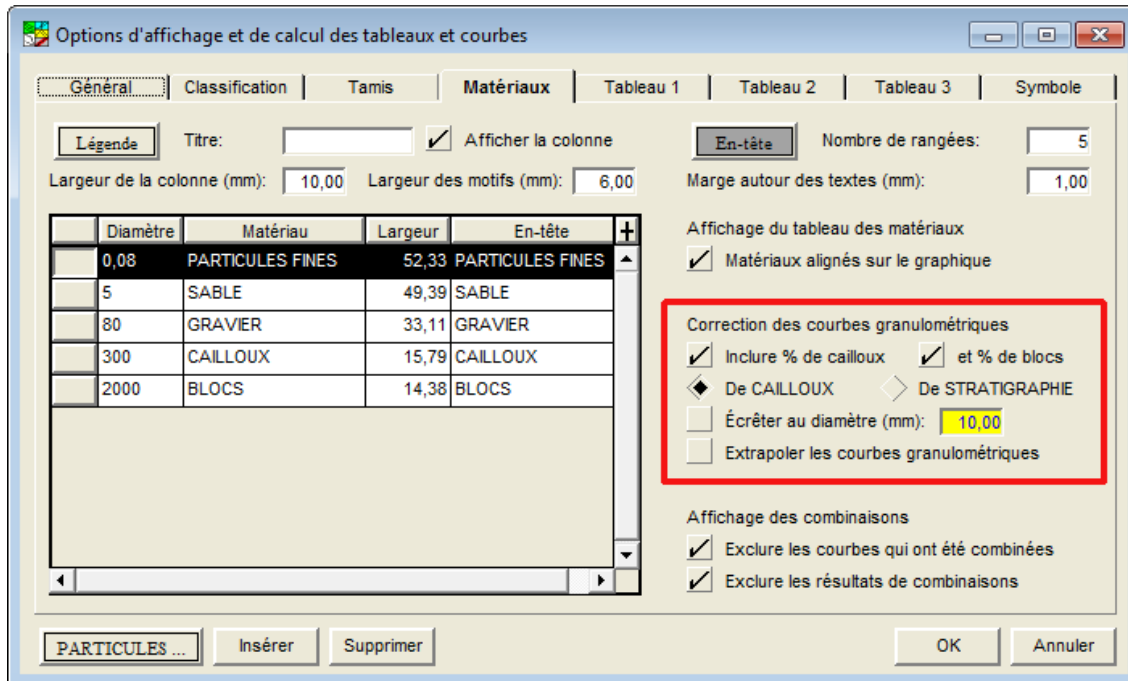 Options d'affichage et de calcul des tableaux et courbes
Général Classification Tamis Matériaux Tableau 1 Tableau 2 Tableau 3 Symbole
Légende Titre: Afficher la colonne En-tête Nombre de rangées: 5
Largeur de la colonne (mm): 10,00 Largeur des motifs (mm): 6,00 Marge autour des textes (mm): 1,00
Diamètre Matériau Largeur En-tête +
0,08 PARTICULES FINES 52,33 PARTICULES FINES
5 SABLE 49,39 SABLE
80 GRAVIER 33,11 GRAVIER
300 CAILLOUX 15,79 CAILLOUX
2000 BLOCS 14,38 BLOCS
Affichage du tableau des matériaux
Matériaux alignés sur le graphique
Correction des courbes granulométriques
Inclure % de cailloux et % de blocs
De CAILLOUX De STRATIGRAPHIE
Écrêter au diamètre (mm): 10,00
Extrapoler les courbes granulométriques
Affichage des combinaisons
Exclure les courbes qui ont été combinées
Exclure les résultats de combinaisons
PARTICULES ... Insérer Supprimer OK Annuler